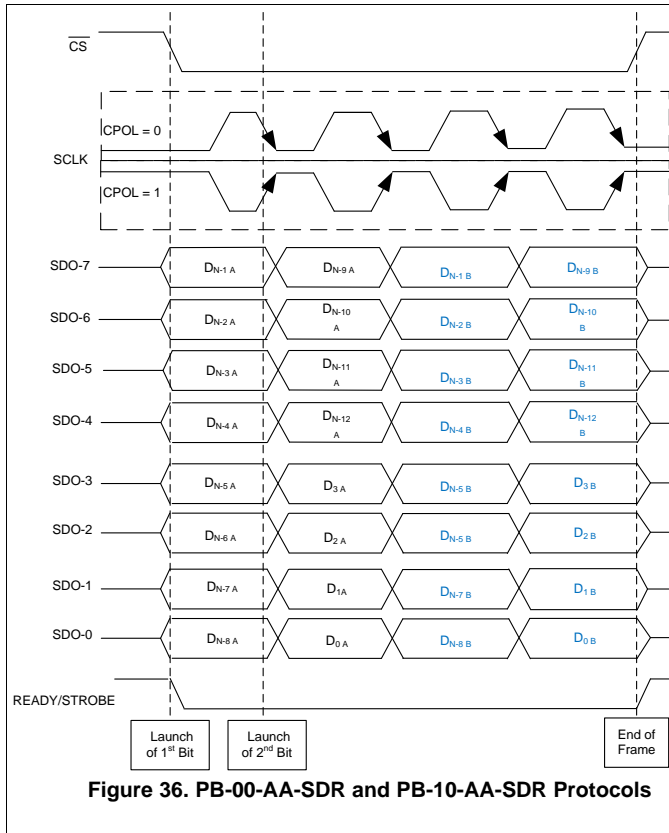 CS
CPOL = 0
SCLK
CPOL = 1
SDO-7 DN-1 A DN-9 A DN-1 B DN-9 B
SDO-6 DN-2 A DN-10 A DN-2 B DN-10 B
SDO-5 DN-3 A DN-11 A DN-3 B DN-11 B
SDO-4 DN-4 A DN-12 A DN-4 B DN-12 B
SDO-3 DN-5 A D3 A DN-5 B D3 B
SDO-2 DN-6 A D2 A DN-5 B D2 B
SDO-1 DN-7 A D1A DN-7 B D1 B
SDO-0 DN-8 A D0 A DN-8 B D0 B
READY/STROBE
Launch of 1st Bit
Launch of 2nd Bit
End of Frame
Figure 36. PB-00-AA-SDR and PB-10-AA-SDR Protocols